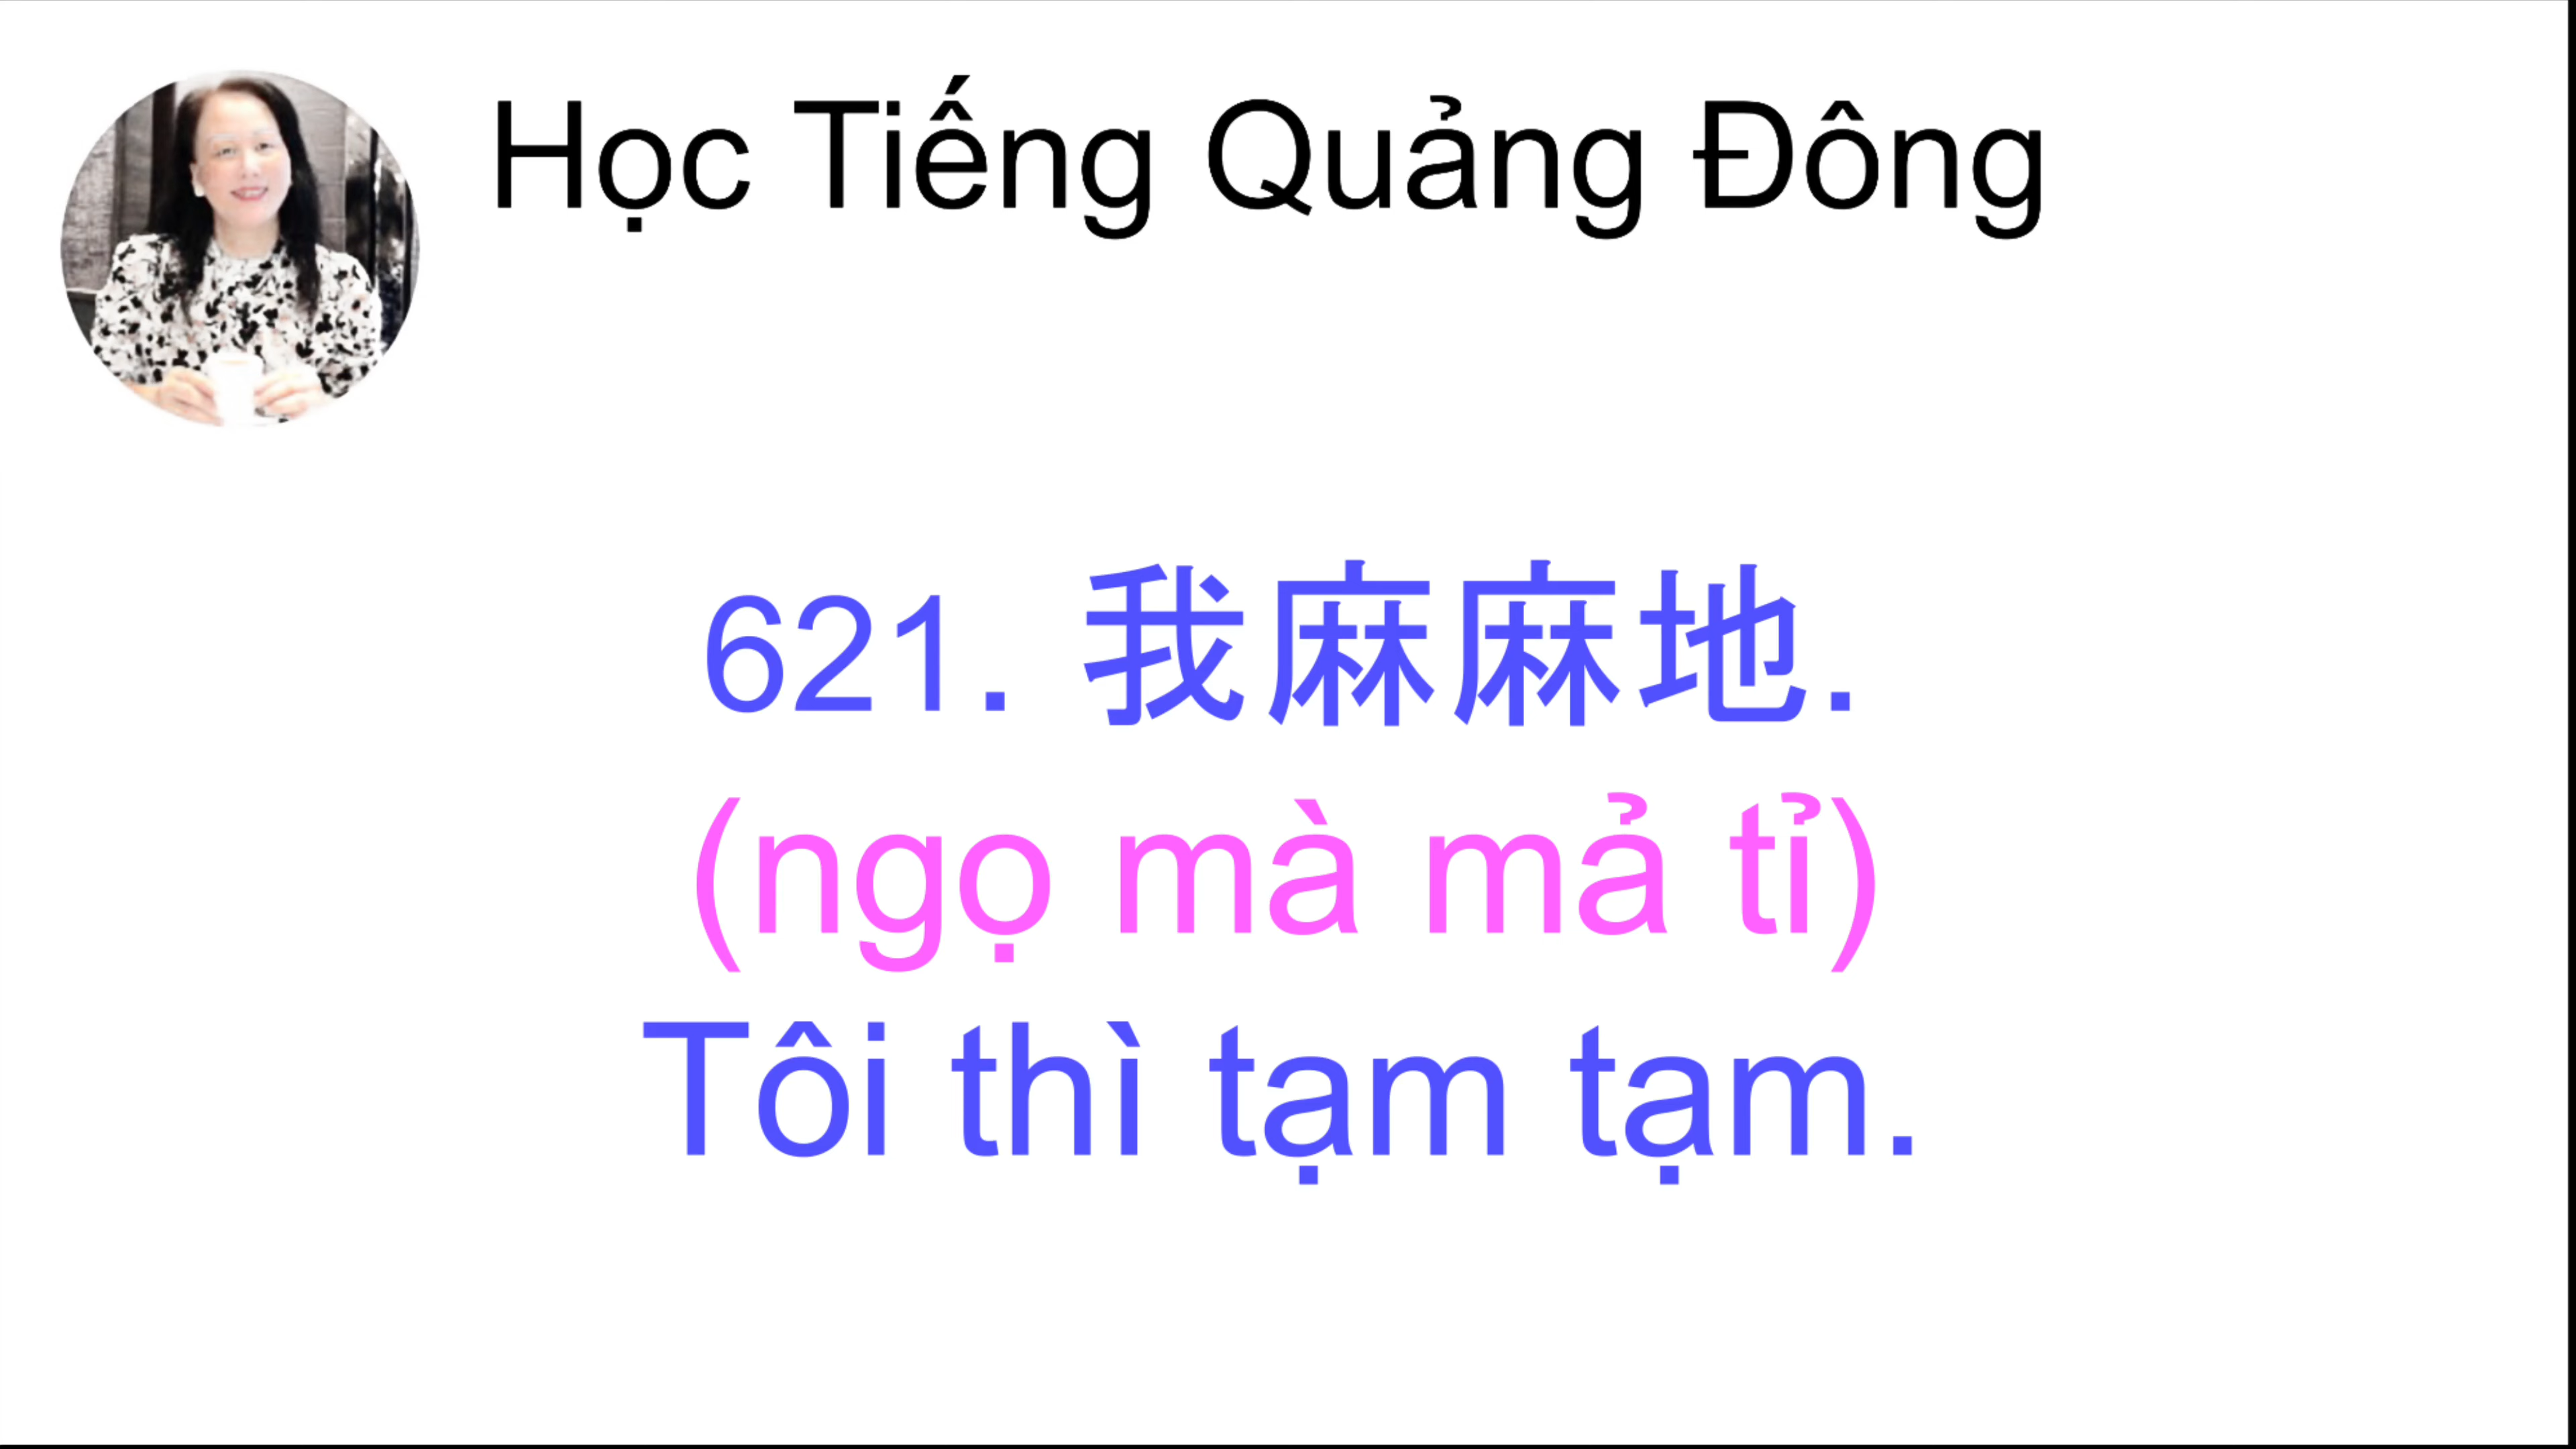 Học Tiếng Quảng Đông
621. 我麻麻地.
(ngọ mà mả tỉ)
Tôi thì tạm tạm.